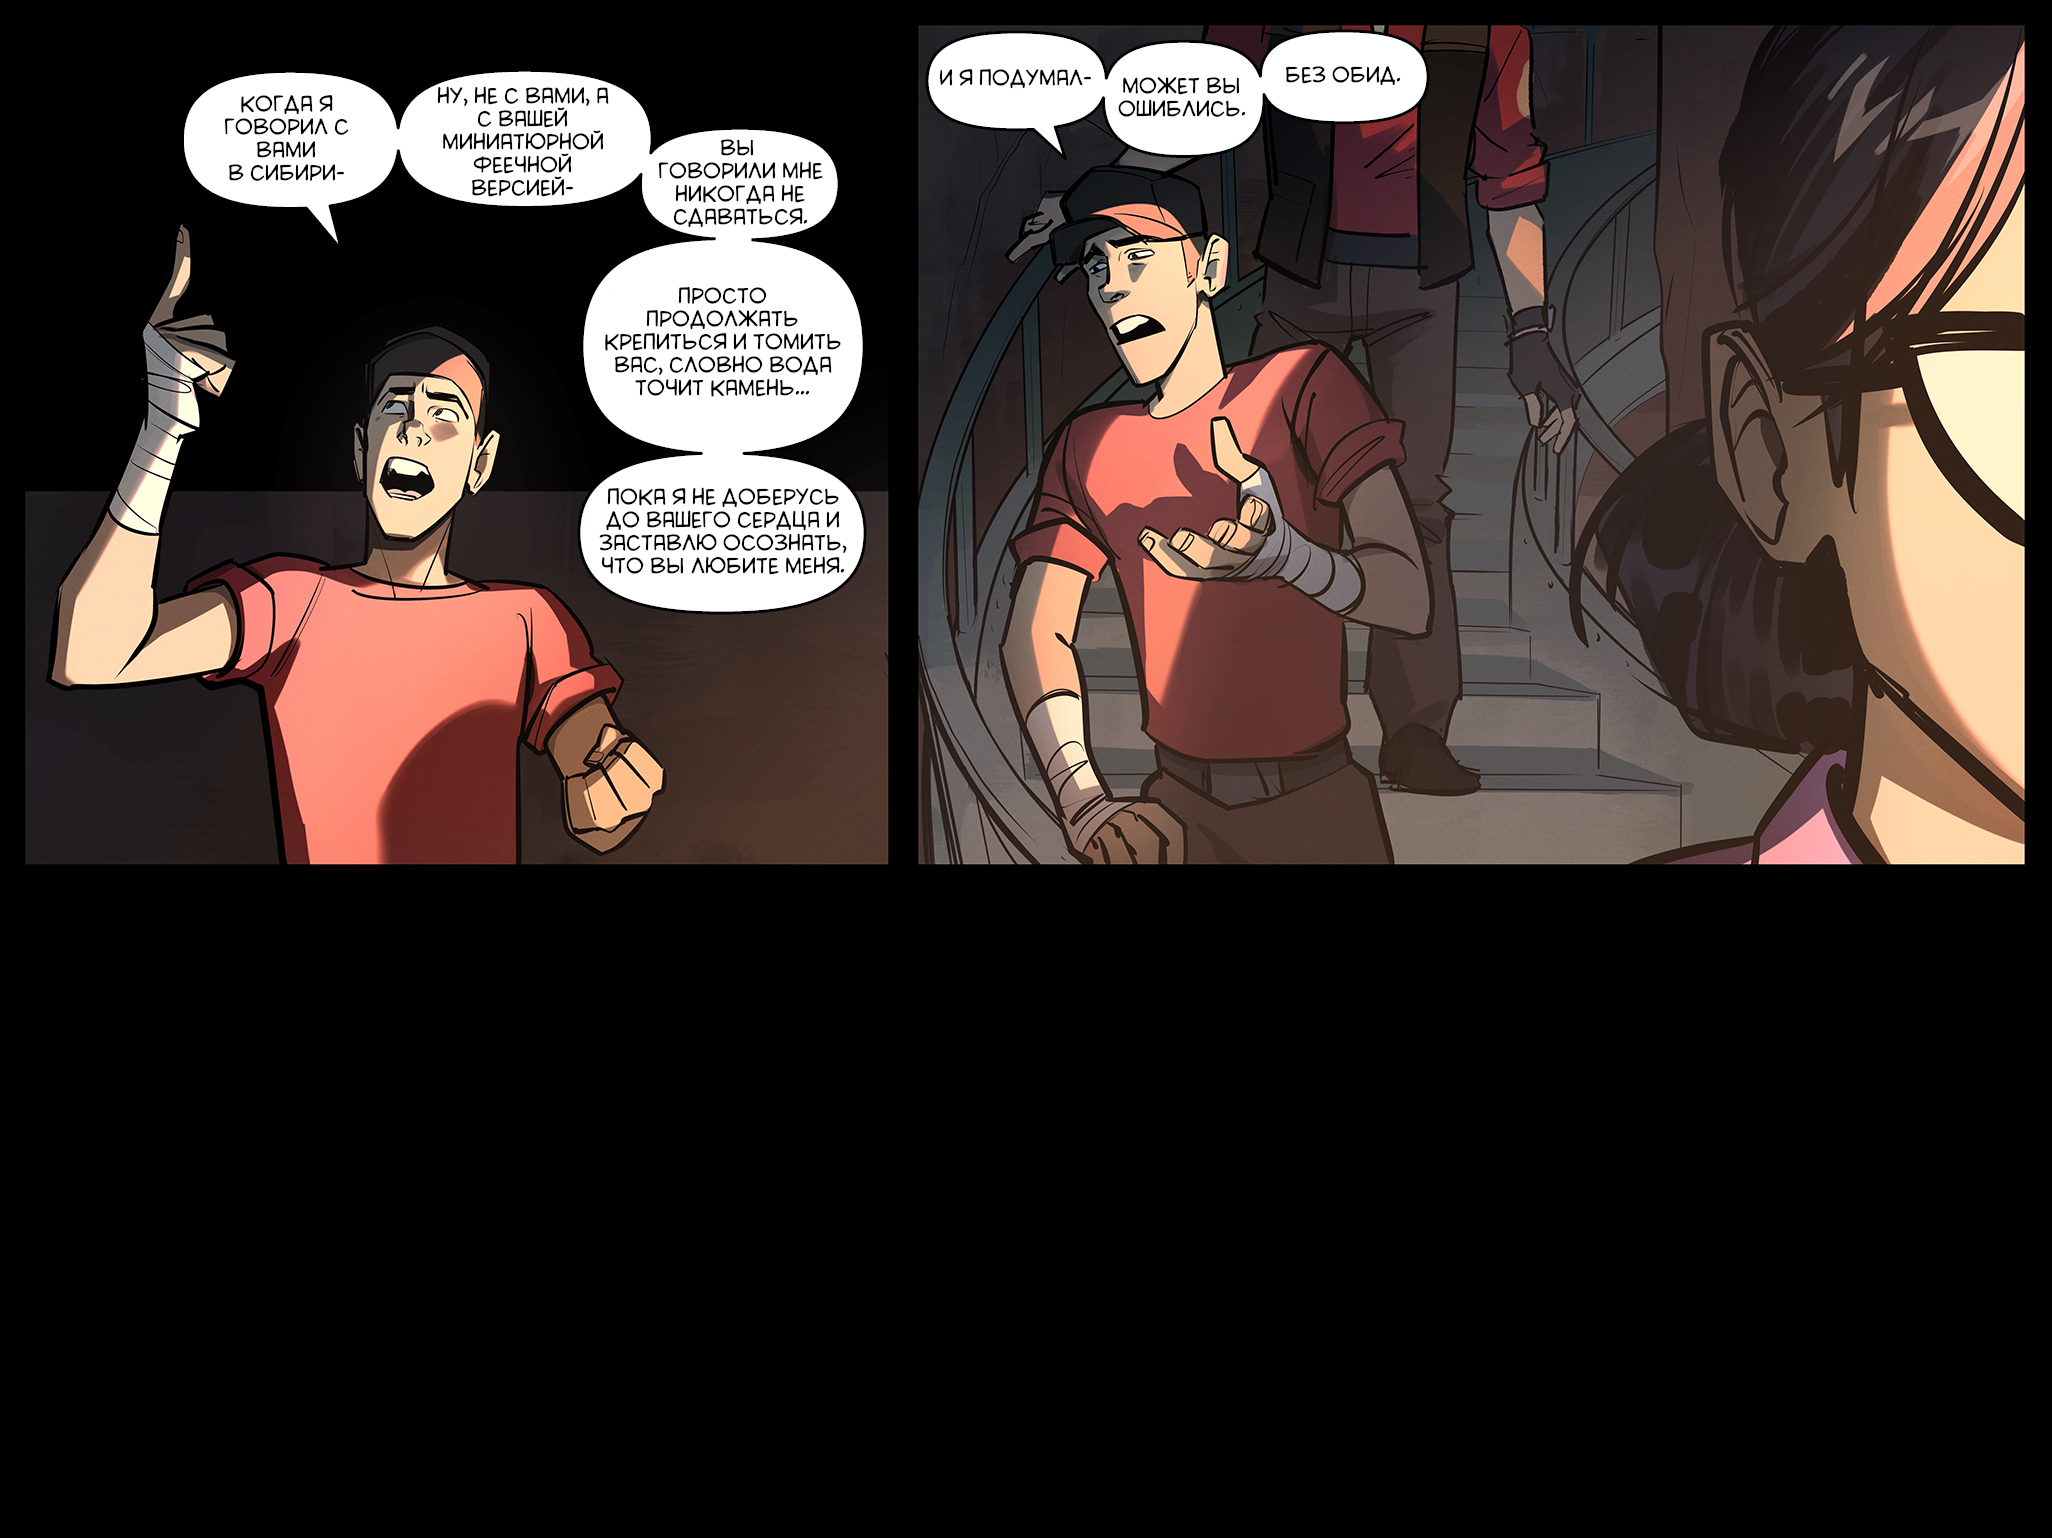 КОГДА Я
ГОВОРИЛ С
ВАМИ
В СИБИРИ-
НУ, НЕ С ВАМИ, А
С ВАШЕЙ
МИНИАТЮРНОЙ
ФЕЕЧНОЙ
ВЕРСИЕЙ-
ВЫ
ГОВОРИЛИ МНЕ
НИКОГДА НЕ
СДАВАТЬСЯ.
ПРОСТО
ПРОДОЛЖАТЬ
КРЕПИТЬСЯ И ТОМИТЬ
ВАС, СЛОВНО ВОДА
ТОЧИТ КАМЕНЬ...
ПОКА Я НЕ ДОБЕРУСЬ
ДО ВАШЕГО СЕРДЦА И
ЗАСТАВЛЮ ОСОЗНАТЬ,
ЧТО ВЫ ЛЮБИТЕ МЕНЯ.
И Я ПОДУМАЛ-
МОЖЕТ ВЫ
ОШИБЛИСЬ.
БЕЗ ОБИД.